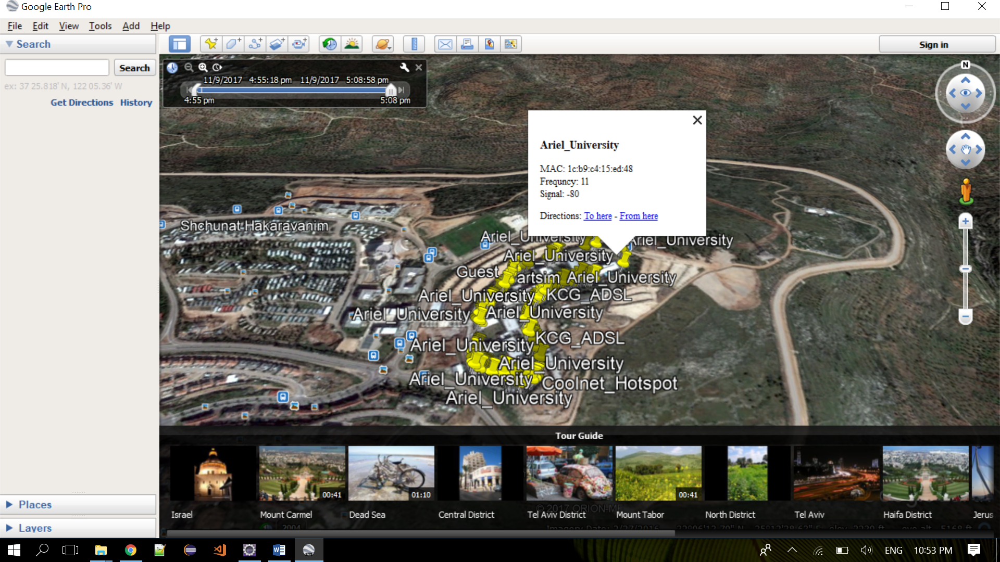 Google Earth Pro
File Edit View Tools Add Help
Search
Sign in
Search
ex: 37 25.818' N, 122 05.36' W
Get Directions History
11/9/2017 4:55:18 pm 11/9/2017 5:08:58 pm
4:55 pm 5:08 pm
N
Ariel_University
MAC: 1c:b9:c4:15:ed:48
Frequncy: 11
Signal: -80
Directions: To here - From here
Shchunat Hakaravanim
Ariel_University
Ariel_University
Ariel_University
Guest
artsim
Ariel_University
Ariel_University
KCG_ADSL
Ariel_University
Ariel_University
KCG_ADSL
Ariel_University
Ariel_University
Ariel_University
Coolnet_Hotspot
Ariel_University
Tour Guide
00:41
01:10
00:41
Israel
Mount Carmel
Dead Sea
Central District
Tel Aviv District
Mount Tabor
North District
Tel Aviv
Haifa District
Jerus
© 2017 ORION-ME
2004
Places
Layers
ENG
10:53 PM